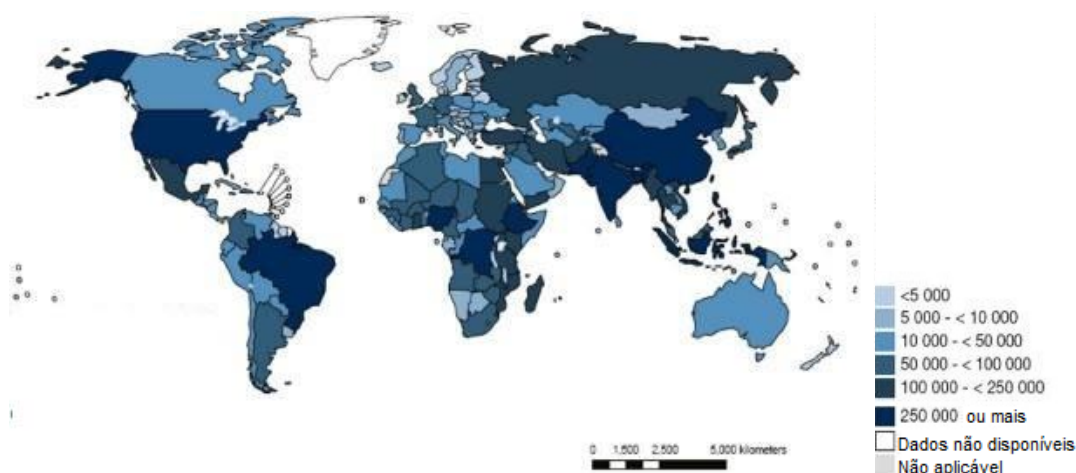 <5 000
5 000 - < 10 000
10 000 - < 50 000
50 000 - < 100 000
100 000 - < 250 000
250 000 ou mais
Dados não disponíveis
Não aplicável
0 1,500 2,500 5,000 kilometers